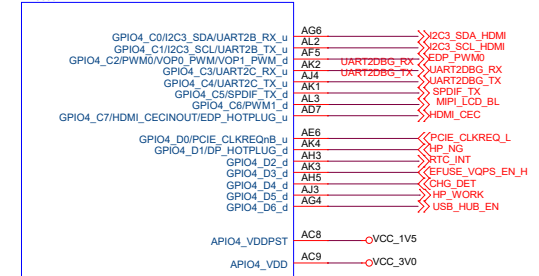 GPIO4_C0/I2C3_SDA/UART2B_RX_u AG6 I2C3_SDA_HDMI
GPIO4_C1/I2C3_SCL/UART2B_TX_u AL2 I2C3_SCL_HDMI
GPIO4_C2/PWM0/VOP0_PWM/VOP1_PWM_d AF5 EDP_PWM0
GPIO4_C3/UART2C_RX_u AK2 UART2DBG_RX UART2DBG_RX
GPIO4_C4/UART2C_TX_u AJ4 UART2DBG_TX UART2DBG_TX
GPIO4_C5/SPDIF_TX_d AK1 SPDIF_TX
GPIO4_C6/PWM1_d AL3 MIPI_LCD_BL
GPIO4_C7/HDMI_CECINOUT/EDP_HOTPLUG_u AD7 HDMI_CEC
GPIO4_D0/PCIE_CLKREQnB_u AE6 PCIE_CLKREQ_L
GPIO4_D1/DP_HOTPLUG_d AK4 HP_NG
GPIO4_D2_d AH3 RTC_INT
GPIO4_D3_d AK3 EFUSE_VQPS_EN_H
GPIO4_D4_d AH5 CHG_DET
GPIO4_D5_d AJ3 HP_WORK
GPIO4_D6_d AG4 USB_HUB_EN
APIO4_VDDPST AC8 VCC_1V5
APIO4_VDD AC9 VCC_3V0